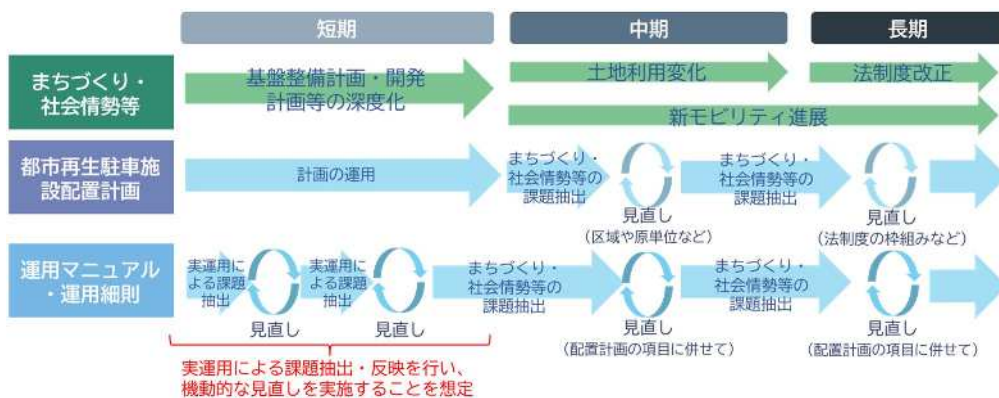 短期
中期
長期
まちづくり・
社会情勢等
基盤整備計画・開発
計画等の深度化
土地利用変化
法制度改正
新モビリティ進展
都市再生駐車施
設配置計画
計画の運用
まちづくり・
社会情勢等の
課題抽出
見直し
（区域や原単位など）
まちづくり・
社会情勢等の
課題抽出
見直し
（法制度の枠組みなど）
運用マニュアル
・運用細則
実運用に
よる課題
抽出
見直し
実運用に
よる課題
抽出
見直し
まちづくり・
社会情勢等の
課題抽出
見直し
（配置計画の項目に併せて）
まちづくり・
社会情勢等の
課題抽出
見直し
（配置計画の項目に併せて）
実運用による課題抽出・反映を行い、
機動的な見直しを実施することを想定